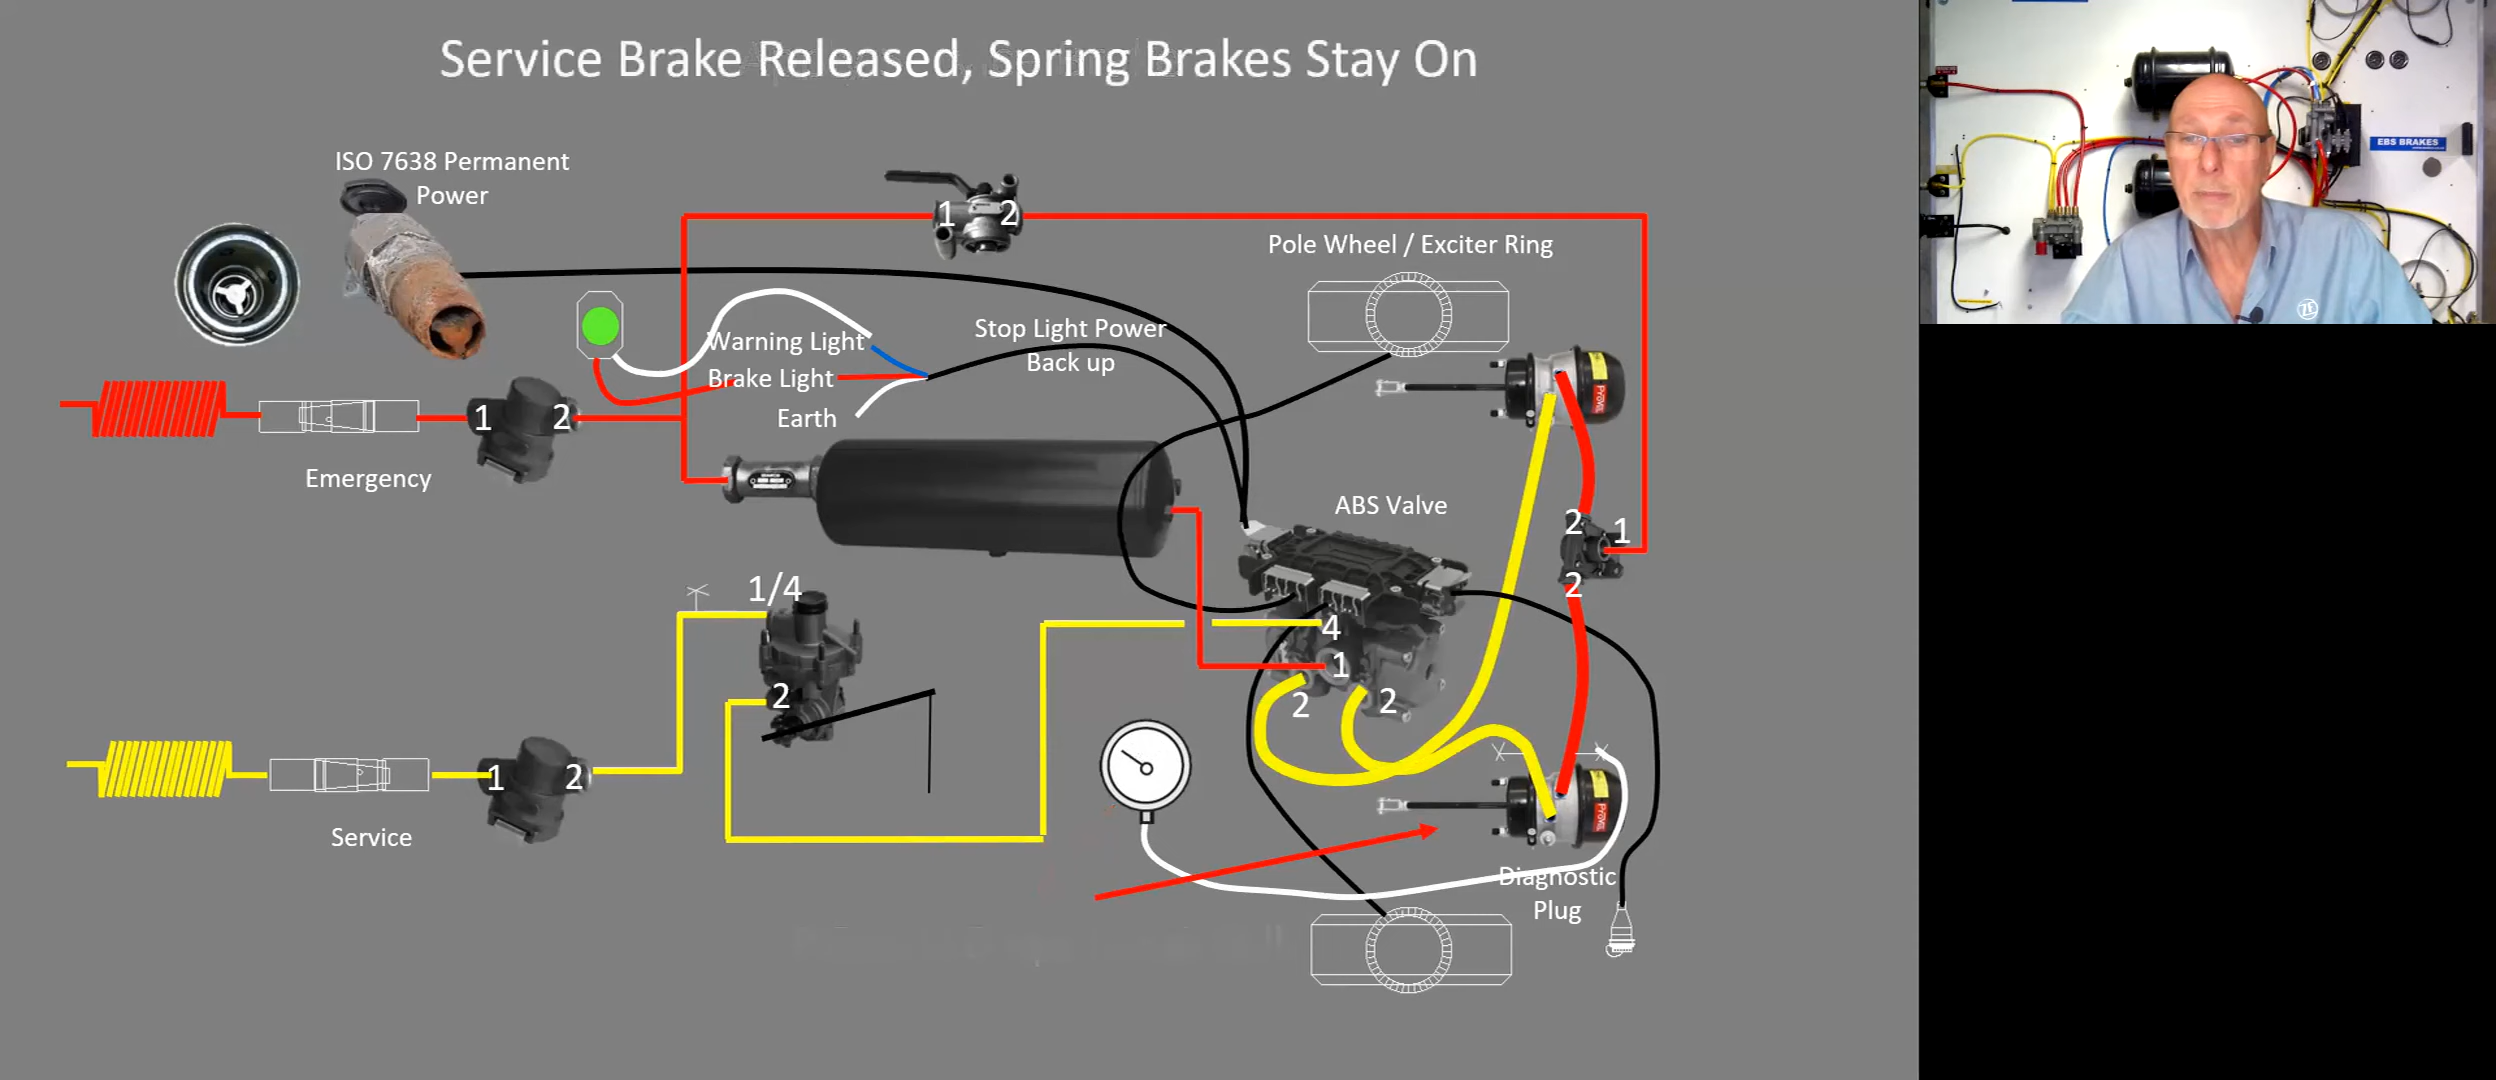 Service Brake Released, Spring Brakes Stay On
ISO 7638 Permanent
Power
1
2
Pole Wheel / Exciter Ring
Warning Light
Stop Light Power
Back up
Brake Light
Earth
1
2
Emergency
ABS Valve
2
1
2
1/4
2
4
1
2
2
1
2
Service
Diagnostic
Plug
EBS BRAKES